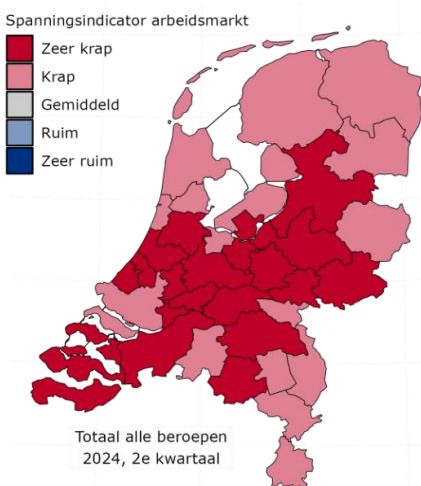 Spanningsindicator arbeidsmarkt
Zeer krap
Krap
Gemiddeld
Ruim
Zeer ruim
Totaal alle beroepen
2024, 2e kwartaal